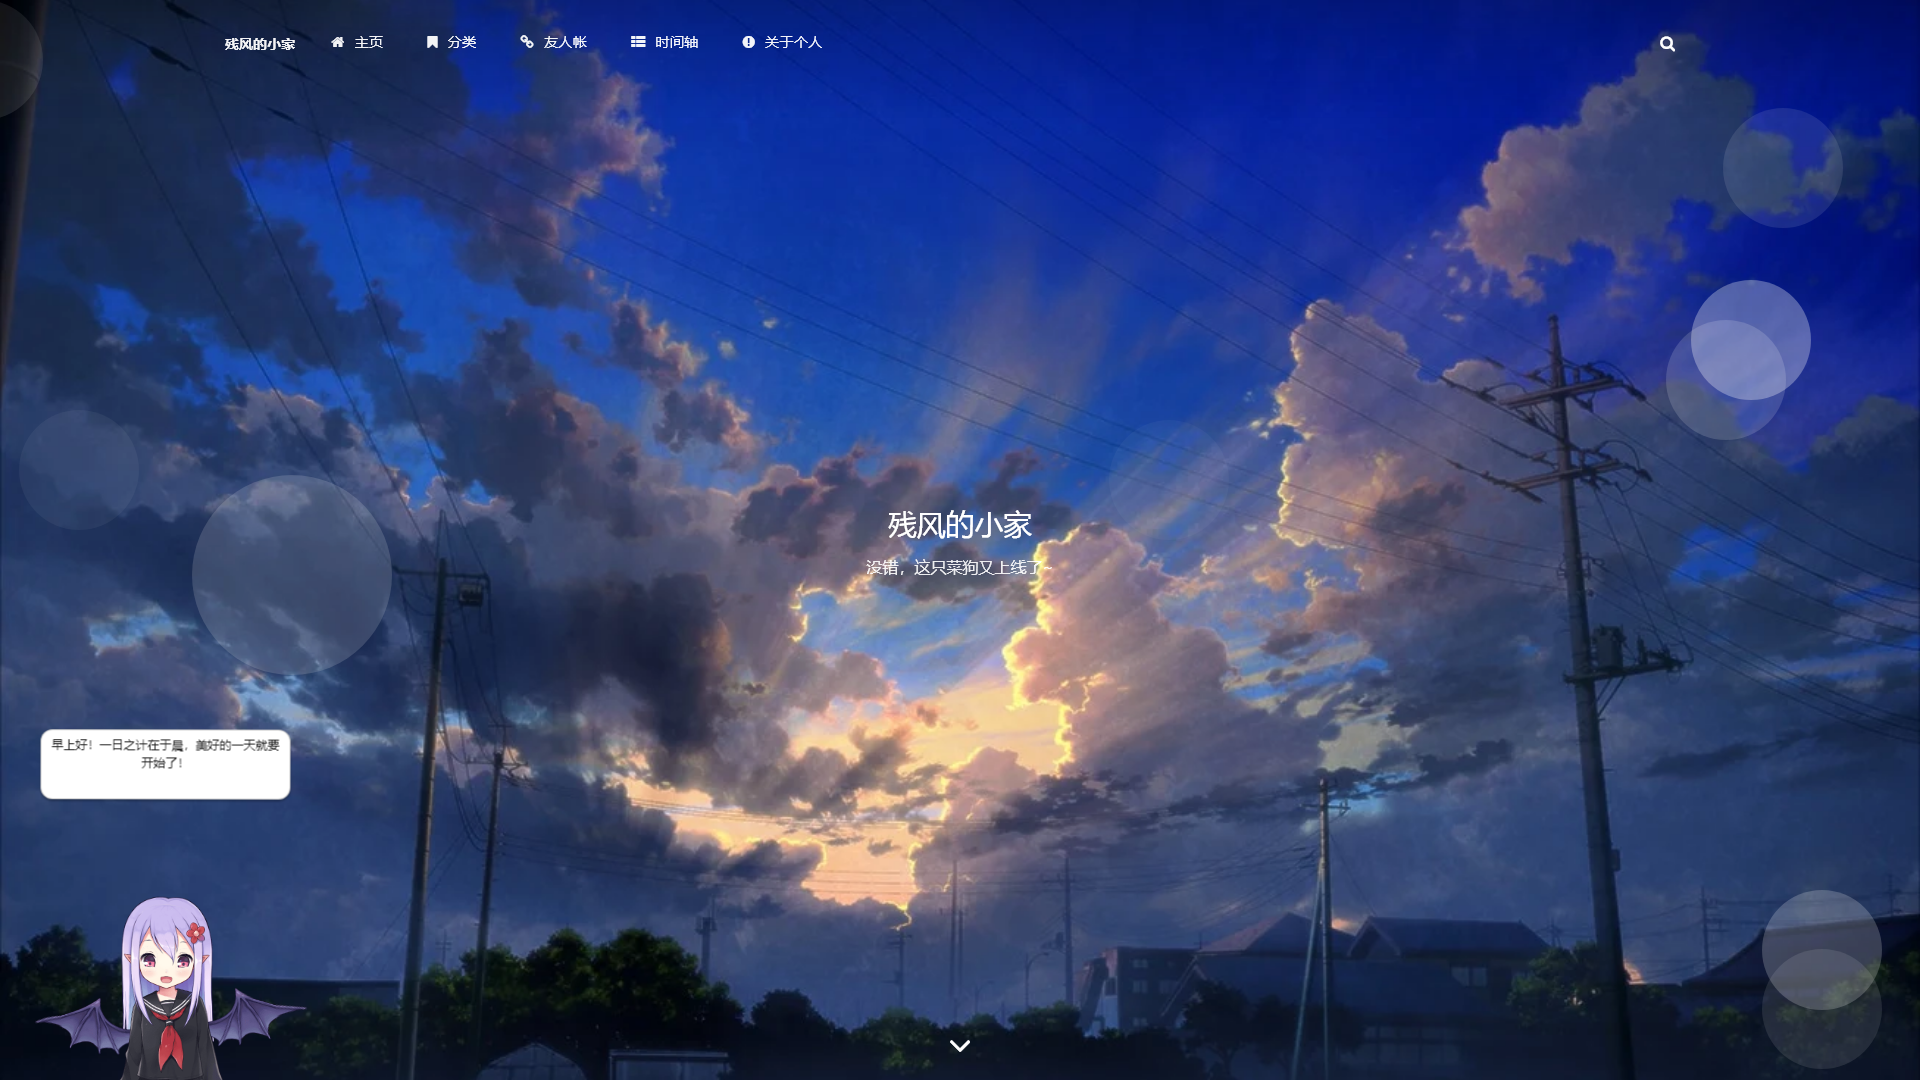 残风的小家
主页
分类
友人帐
时间轴
关于个人
残风的小家
没错，这只菜狗又上线了~
早上好！一日之计在于晨，美好的一天就要
开始了！